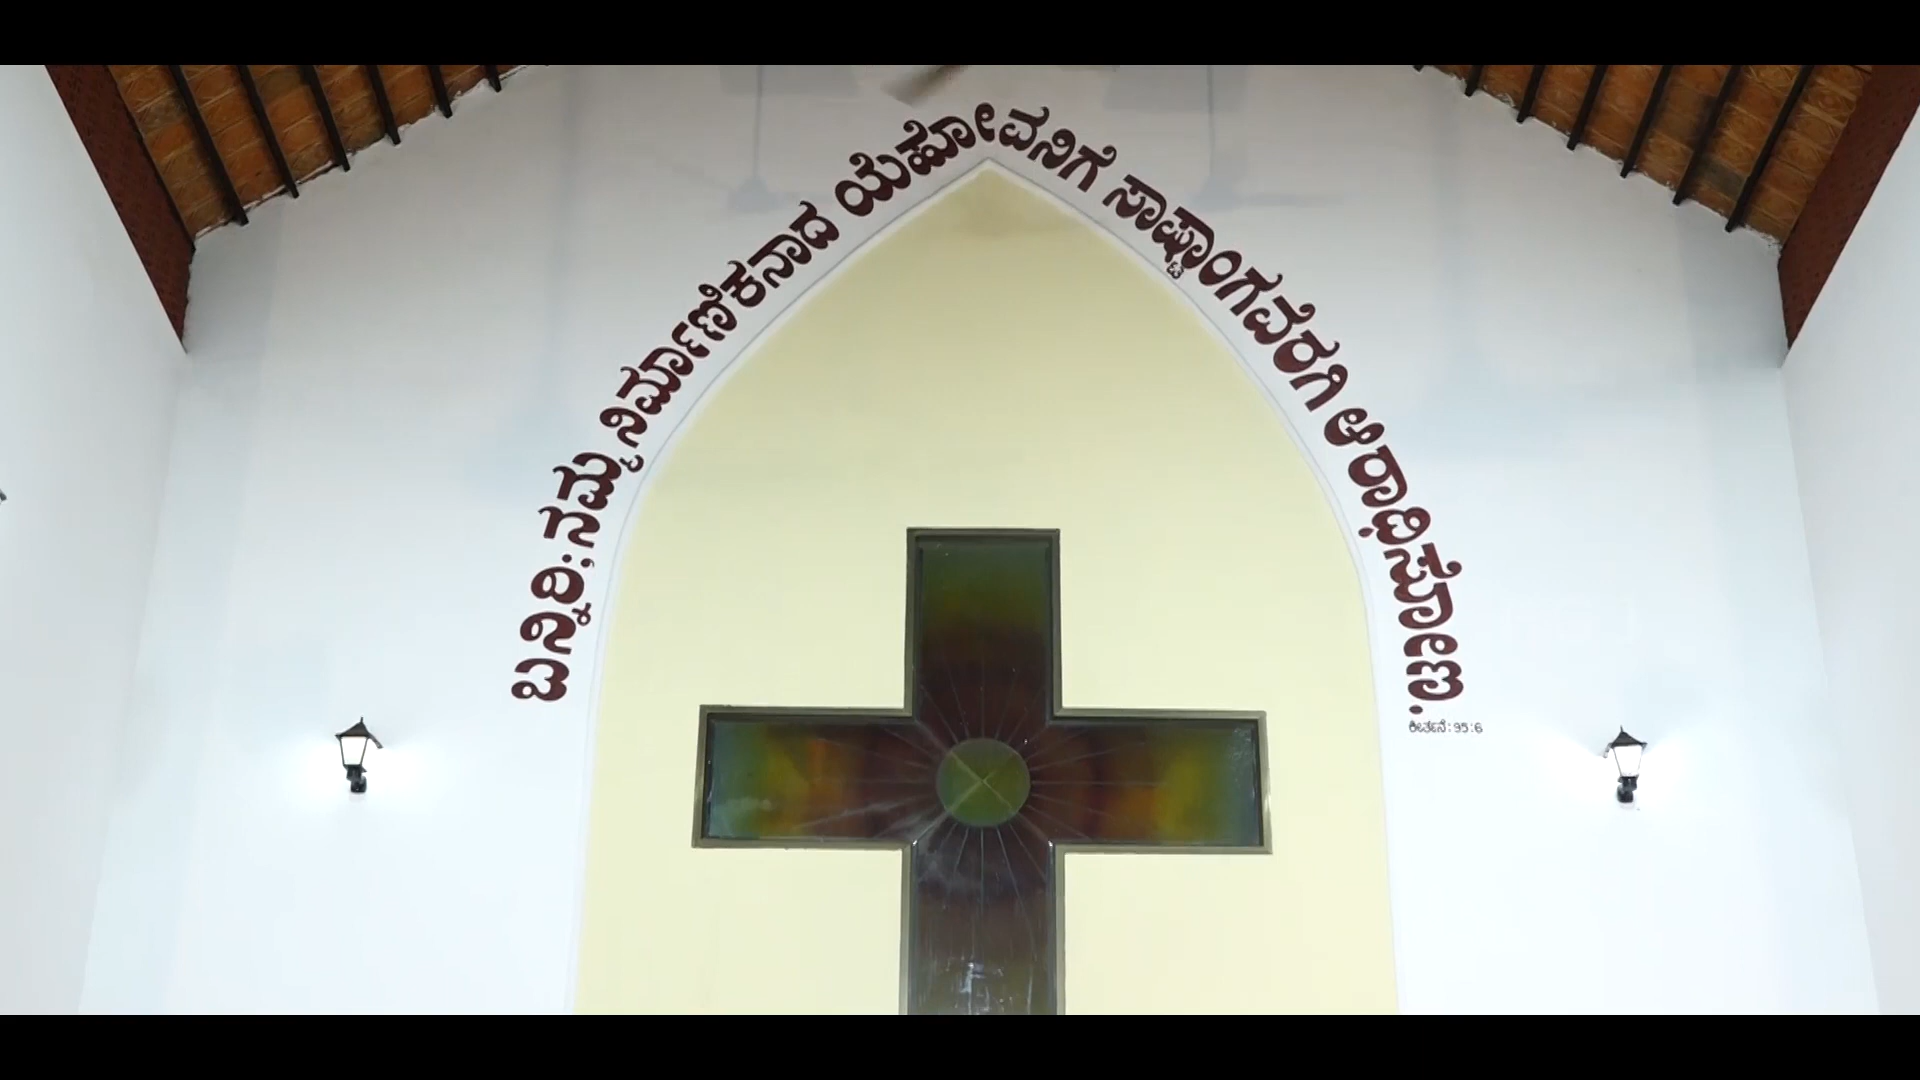 ಬನ್ನಿರಿ; ನಮ್ಮ ನಿರ್ಮಾಣಿಕನಾದ ಯೆಹೋವನಿಗೆ ಸಾಷ್ಟಾಂಗವೆರಗಿ ಆರಾಧಿಸೋಣ.
ಕೀರ್ತನೆ: 95:6